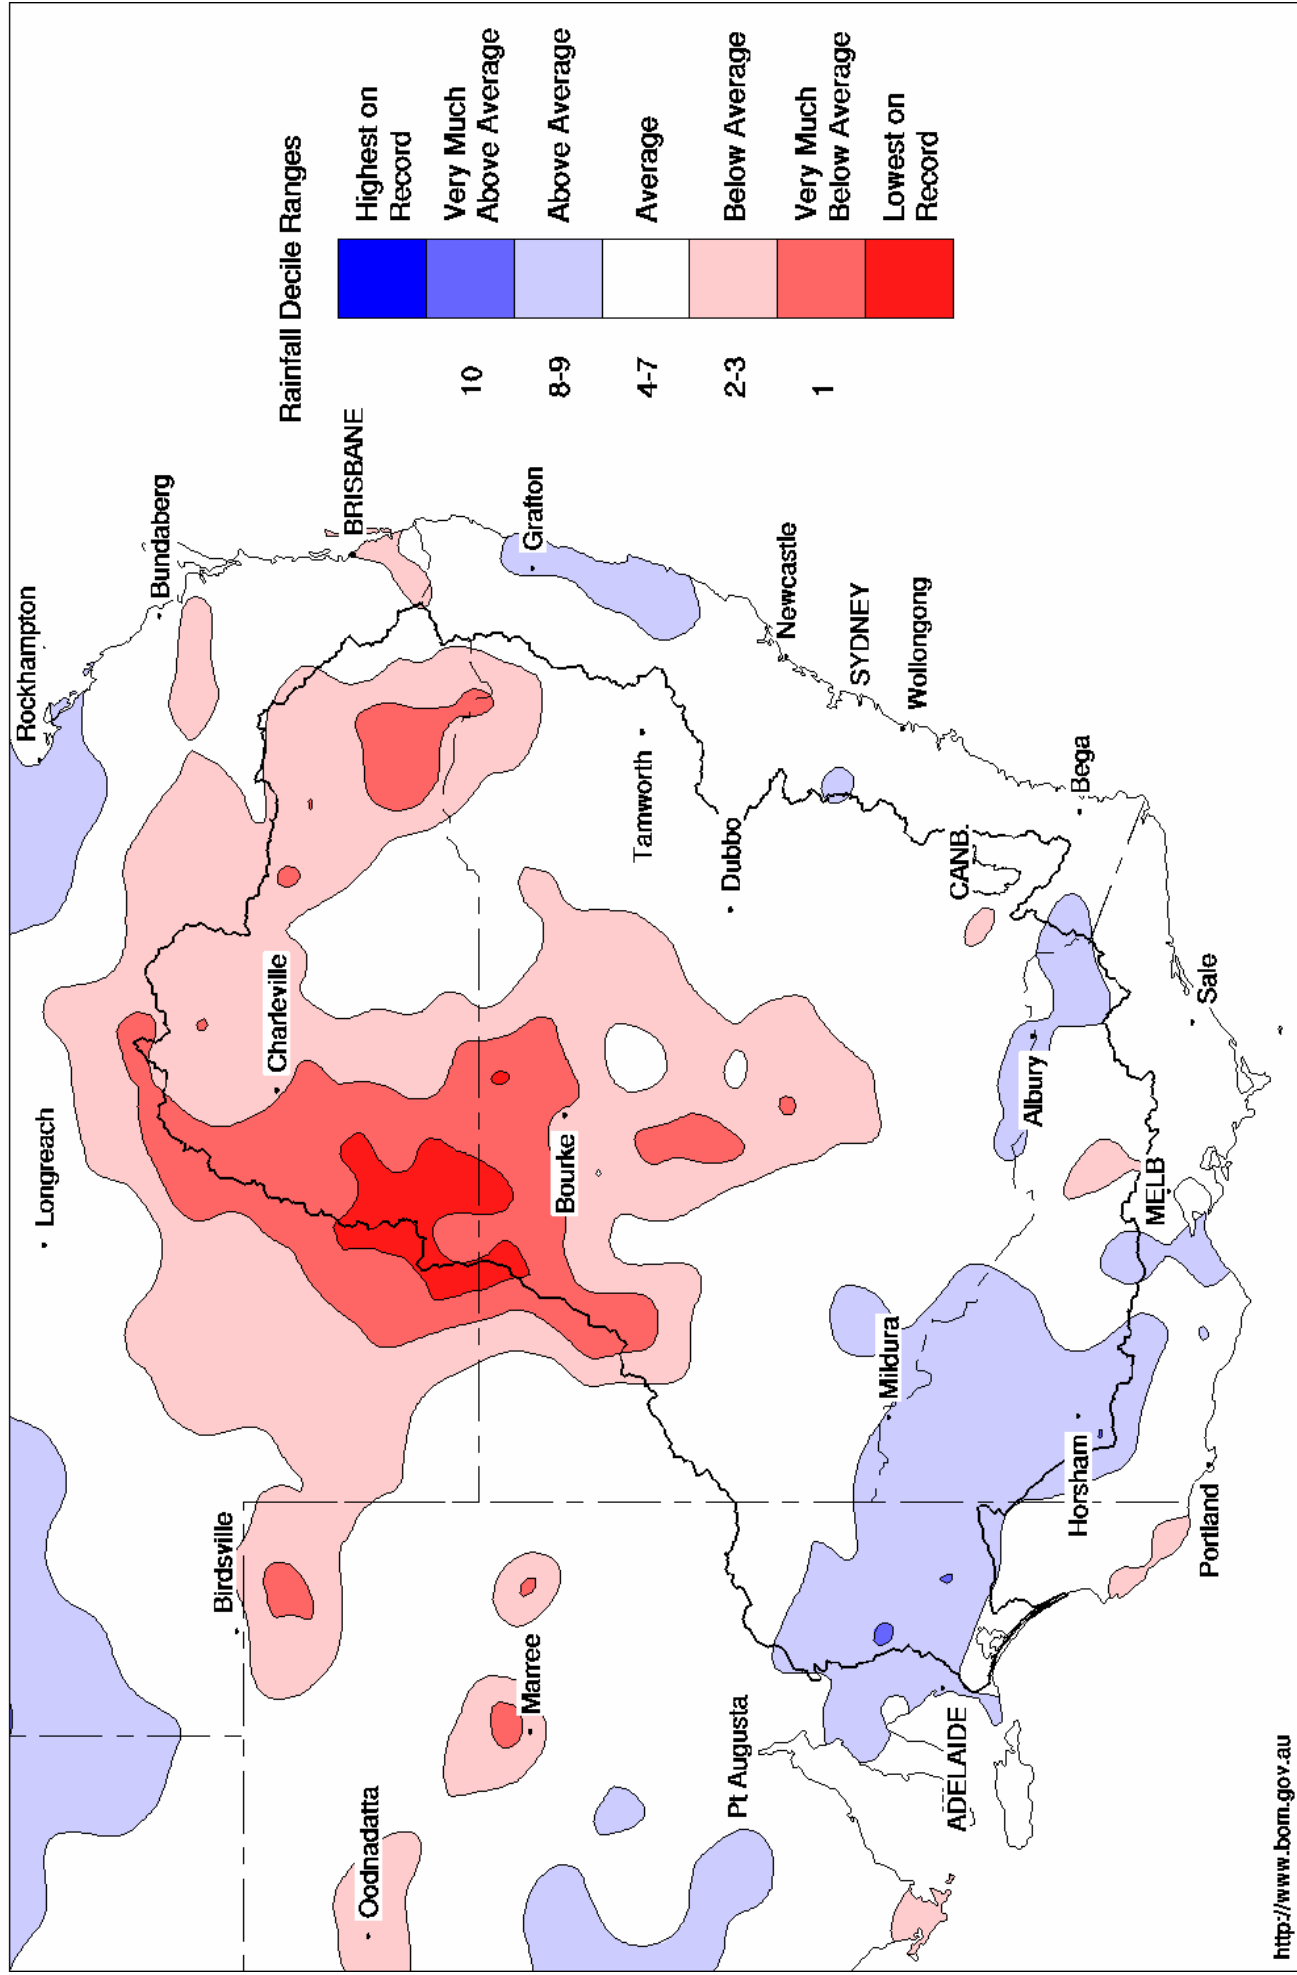 Rockhampton
Longreach
Bundaberg
Birdsville
Charleville
BRISBANE
Oodnadatta
Grafton
Bourke
Marree
Tamworth
Newcastle
Dubbo
Pt Augusta
SYDNEY
Mildura
Wollongong
CANB.
ADELAIDE
Albury
Bega
Horsham
MELB
Sale
Portland
Rainfall Decile Ranges
Highest on
Record
10
Very Much
Above Average
8-9
Above Average
4-7
Average
2-3
Below Average
1
Very Much
Below Average
Lowest on
Record
http://www.bom.gov.au